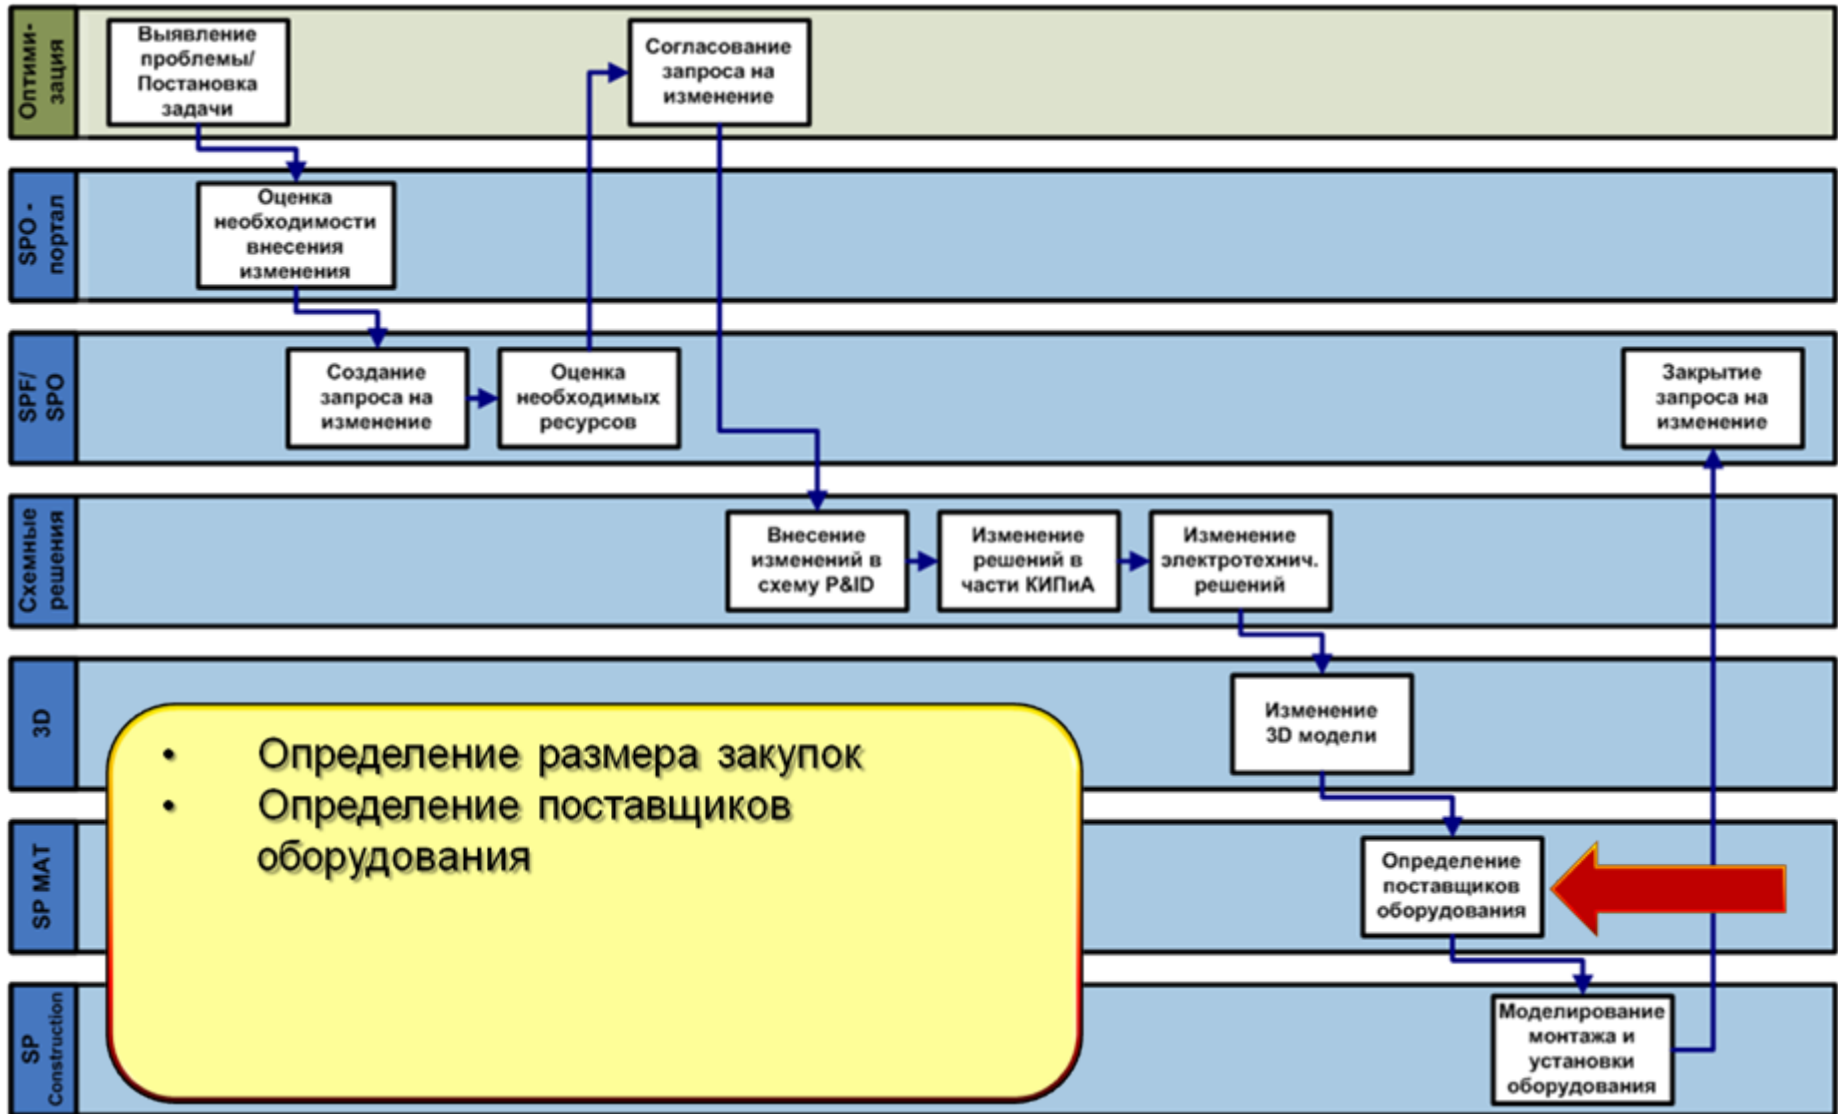 Оптими-
зация
Выявление
проблемы/
Постановка
задачи
Согласование
запроса на
изменение
SPO -
портал
Оценка
необходимости
внесения
изменения
SPF/
SPO
Создание
запроса на
изменение
Оценка
необходимых
ресурсов
Закрытие
запроса на
изменение
Схемные
решения
Внесение
изменений в
схему P&ID
Изменение
решений в
части КИПиА
Изменение
электротехнич.
решений
3D
Изменение
3D модели
• Определение размера закупок
• Определение поставщиков
оборудования
SP MAT
Определение
поставщиков
оборудования
SP
Construction
Моделирование
монтажа и
установки
оборудования